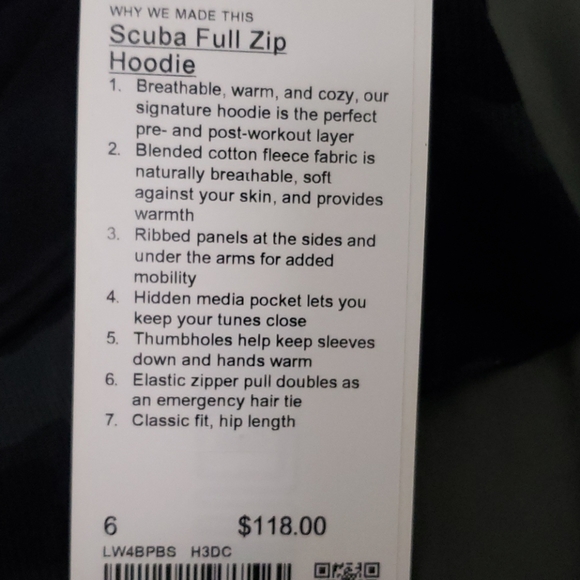 WHY WE MADE THIS
Scuba Full Zip
Hoodie
1. Breathable, warm, and cozy, our
signature hoodie is the perfect
pre- and post-workout layer
2. Blended cotton fleece fabric is
naturally breathable, soft
against your skin, and provides
warmth
3. Ribbed panels at the sides and
under the arms for added
mobility
4. Hidden media pocket lets you
keep your tunes close
5. Thumbholes help keep sleeves
down and hands warm
6. Elastic zipper pull doubles as
an emergency hair tie
7. Classic fit, hip length
6 $118.00
LW4BPBS H3DC